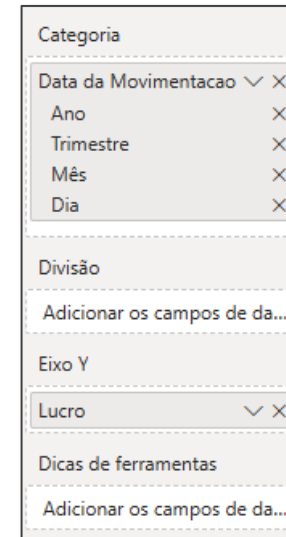 Categoria
Data da Movimentacao
Ano
Trimestre
Mês
Dia
Divisão
Adicionar os campos de da...
Eixo Y
Lucro
Dicas de ferramentas
Adicionar os campos de da...